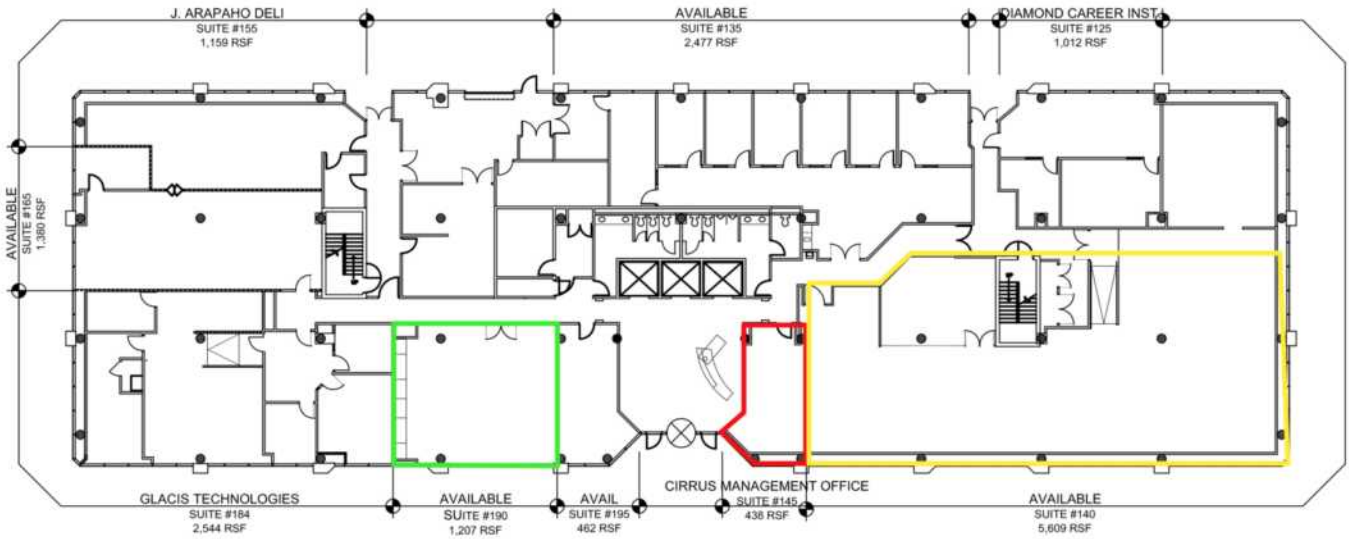 J. ARAPAHO DELI
SUITE #155
1,159 RSF
AVAILABLE
SUITE #135
2,477 RSF
DIAMOND CAREER INST.
SUITE #125
1,012 RSF
AVAILABLE
SUITE #165
1,380 RSF
GLACIS TECHNOLOGIES
SUITE #184
2,544 RSF
AVAILABLE
SUITE #190
1,207 RSF
AVAIL
SUITE #195
462 RSF
CIRRUS MANAGEMENT OFFICE
SUITE #145
438 RSF
AVAILABLE
SUITE #140
5,609 RSF